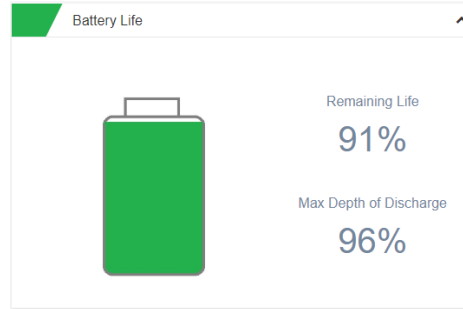 Battery Life
Remaining Life
91%
Max Depth of Discharge
96%